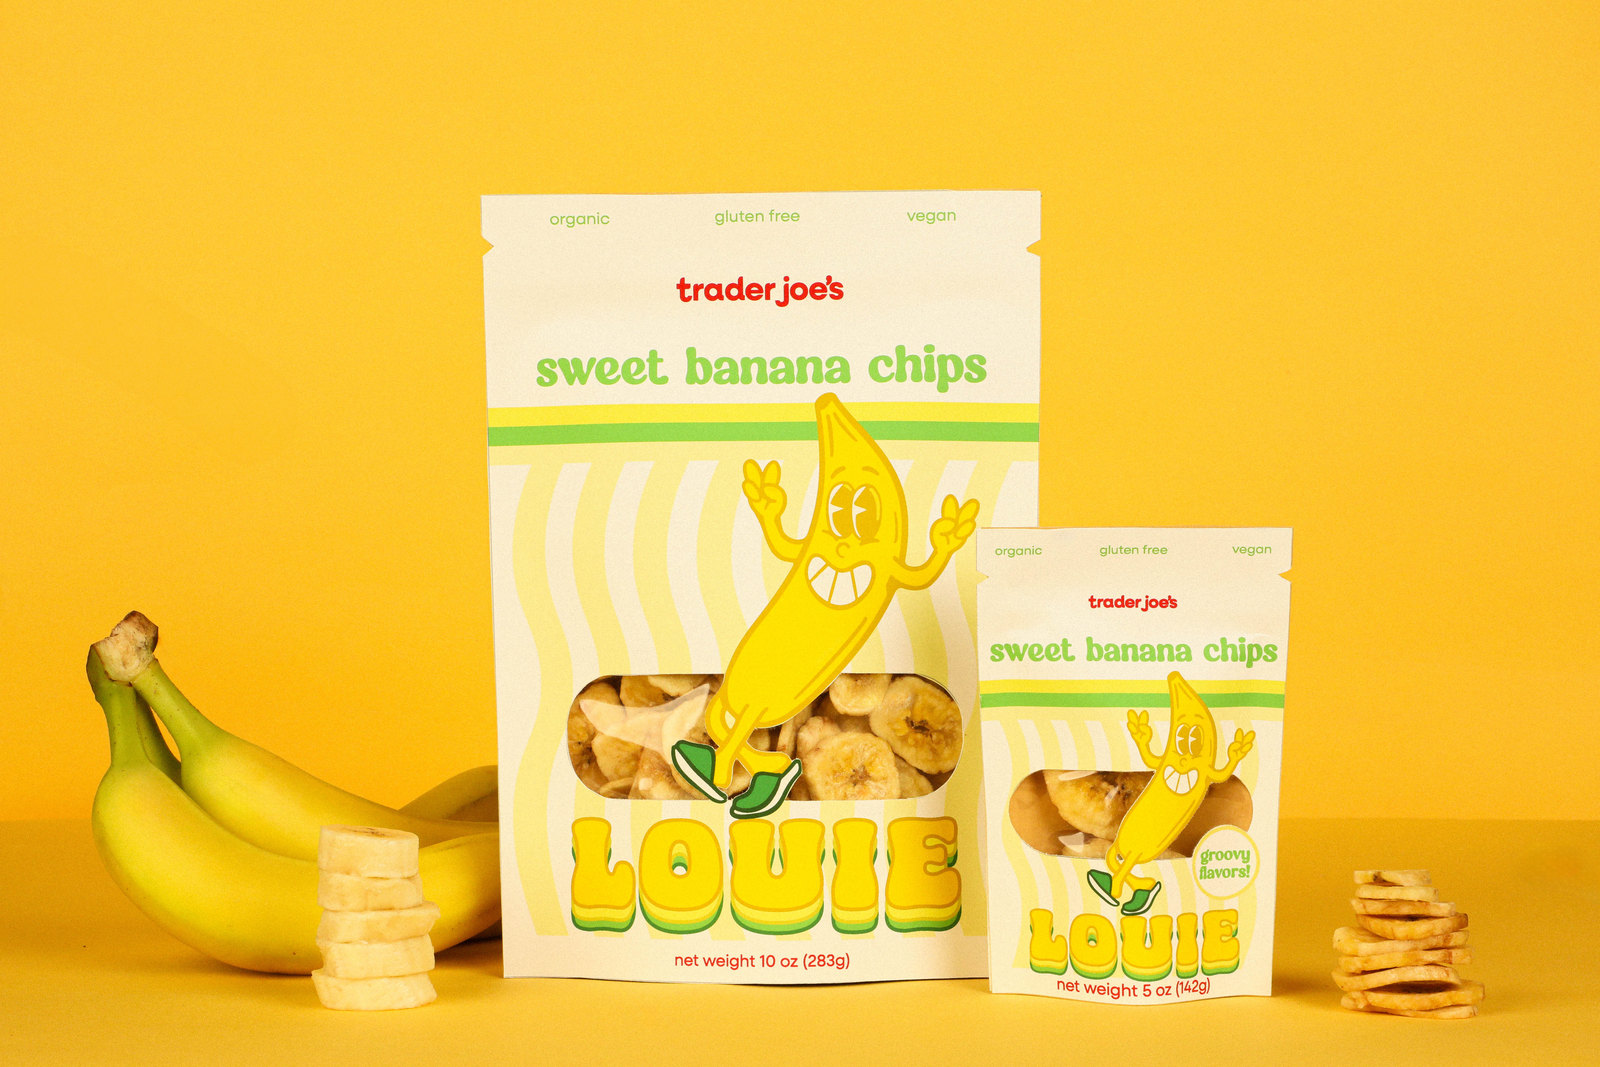 organic gluten free vegan
trader joe's
sweet banana chips
LOUIE
net weight 10 oz (283g)
organic gluten free vegan
trader joe's
sweet banana chips
groovy
flavors!
LOUIE
net weight 5 oz (142g)